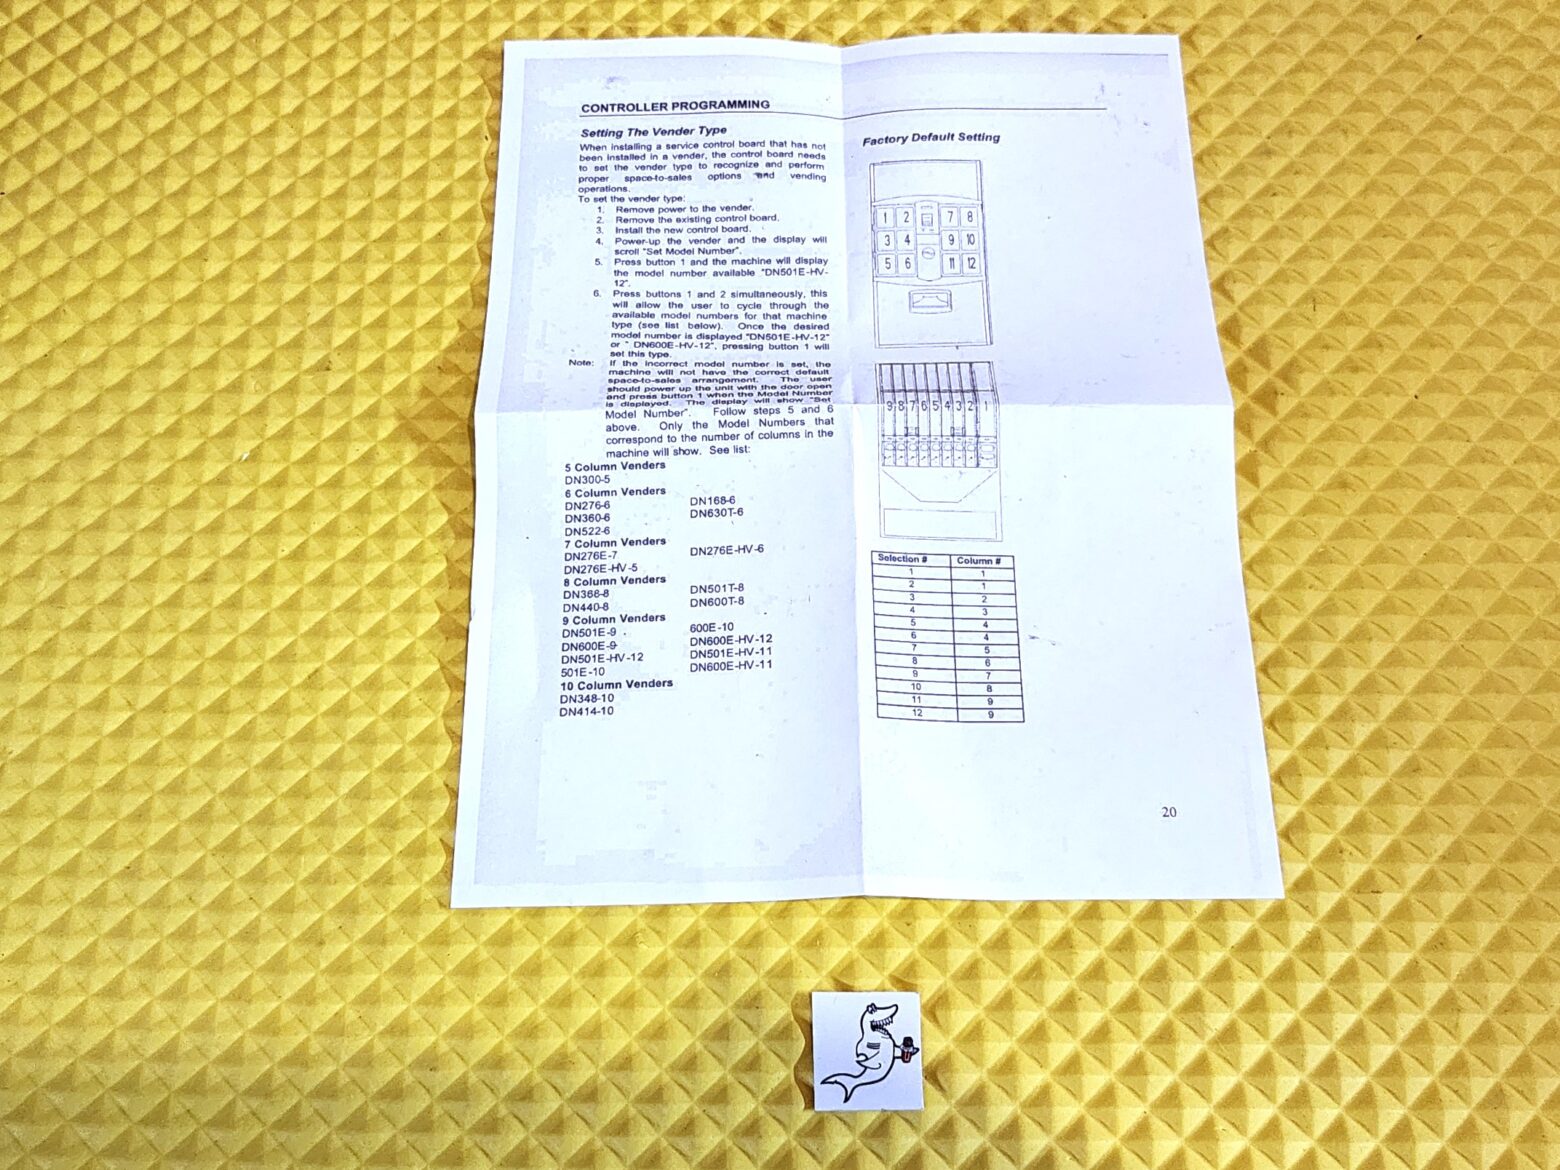 CONTROLLER PROGRAMMING
Setting The Vender Type
When installing a service control board that has not
been installed in a vender, the control board needs
to set the vender type to recognize and perform
proper space-to-sales options and vending
operations.
To set the vender type:
1. Remove power to the vender.
2. Remove the existing control board.
3. Install the new control board.
4. Power-up the vender and the display will
scroll "Set Model Number".
5. Press button 1 and the machine will display
the model number available "DN501E-HV-
12".
6. Press buttons 1 and 2 simultaneously, this
will allow the user to cycle through the
available model numbers for that machine
type (see list below). Once the desired
model number is displayed "DN501E-HV-12"
or " DN600E-HV-12", pressing button 1 will
set this type.
Note: If the incorrect model number is set, the
machine will not have the correct default
space-to-sales arrangement. The user
should power up the unit with the door open
and press button 1 when the Model Number
is displayed. The display will show "Set
Model Number". Follow steps 5 and 6
above. Only the Model Numbers that
correspond to the number of columns in the
machine will show. See list:
5 Column Venders
DN300-5
6 Column Venders
DN276-6 DN168-6
DN360-6 DN630T-6
DN522-6
7 Column Venders
DN276E-7 DN276E-HV-6
DN276E-HV-5
8 Column Venders
DN368-8 DN501T-8
DN440-8 DN600T-8
9 Column Venders
DN501E-9 600E-10
DN600E-9 DN600E-HV-12
DN501E-HV-12 DN501E-HV-11
501E-10 DN600E-HV-11
10 Column Venders
DN348-10
DN414-10
Factory Default Setting
1 2 7 8
3 4 9 10
5 6 11 12
9 8 7 6 5 4 3 2 1
Selection # Column #
1 1
2 1
3 2
4 3
5 4
6 4
7 5
8 6
9 7
10 8
11 9
12 9
20